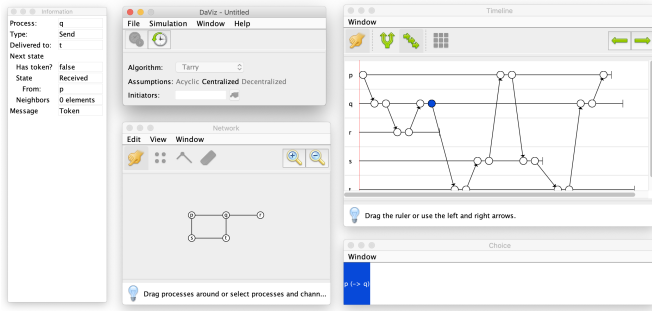 Information
Process: q
Type: Send
Delivered to: t
Next state
Has token? false
State Received
From: p
Neighbors 0 elements
Message Token
DaViz - Untitled
File Simulation Window Help
Algorithm: Tarry
Assumptions: Acyclic Centralized Decentralized
Initiators:
Network
Edit View Window
p q r
s t
Drag processes around or select processes and chann...
Timeline
Window
p
q
r
s
t
Drag the ruler or use the left and right arrows.
Choice
Window
p (-> q)